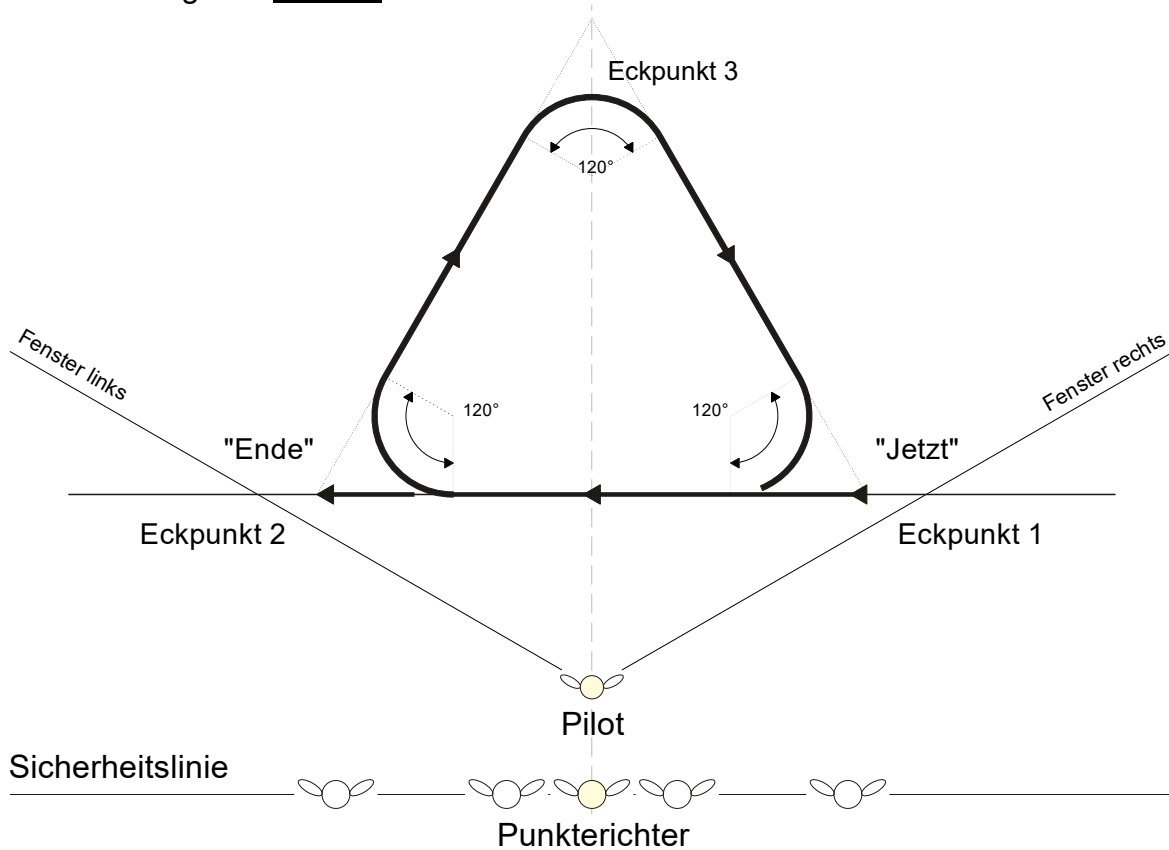 Eckpunkt 3
120°
Fenster links
Fenster rechts
120°
120°
"Ende"
"Jetzt"
Eckpunkt 2
Eckpunkt 1
Pilot
Sicherheitslinie
Punkterichter